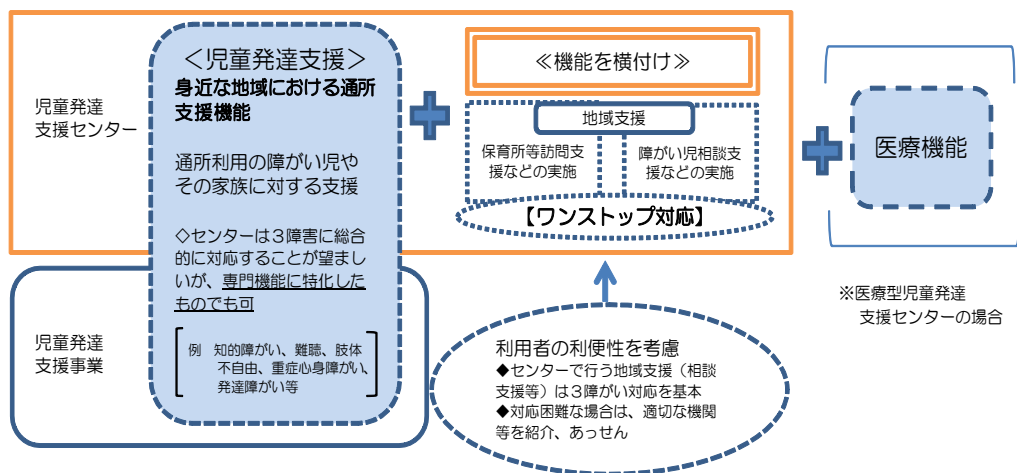 児童発達
支援センター
＜児童発達支援＞
身近な地域における通所
支援機能
通所利用の障がい児や
その家族に対する支援
◇センターは３障害に総合
的に対応することが望まし
いが、専門機能に特化した
ものでも可
例　知的障がい、難聴、肢体
不自由、重症心身障がい、
発達障がい等
≪機能を横付け≫
地域支援
保育所等訪問支
援などの実施
障がい児相談支
援などの実施
【ワンストップ対応】
医療機能
※医療型児童発達
支援センターの場合
児童発達
支援事業
利用者の利便性を考慮
◆センターで行う地域支援（相談
支援等）は３障がい対応を基本
◆対応困難な場合は、適切な機関
等を紹介、あっせん